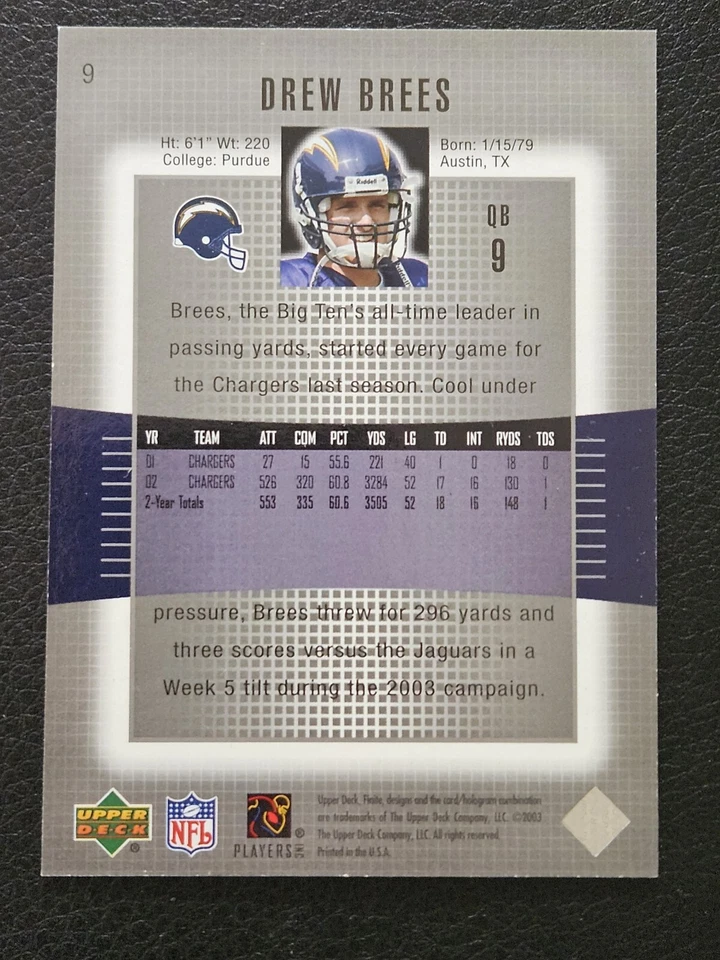 9
DREW BREES
Ht: 6'1" Wt: 220
College: Purdue
Born: 1/15/79
Austin, TX
Riddell
QB
9
Brees, the Big Ten's all-time leader in
passing yards, started every game for
the Chargers last season. Cool under
YR TEAM ATT COM PCT YDS LG TD INT RYDS TDS
01 CHARGERS 27 15 55.6 221 40 1 0 18 0
02 CHARGERS 526 320 60.8 3284 52 17 16 130 1
2-Year Totals 553 335 60.6 3505 52 18 16 148 1
pressure, Brees threw for 296 yards and
three scores versus the Jaguars in a
Week 5 tilt during the 2003 campaign.
UPPER
DECK
®
NFL
®
PLAYERS INC
Upper Deck, Finite, designs and the card/hologram combination
are trademarks of The Upper Deck Company, LLC. ©2003
The Upper Deck Company, LLC. All rights reserved.
Printed in the U.S.A.